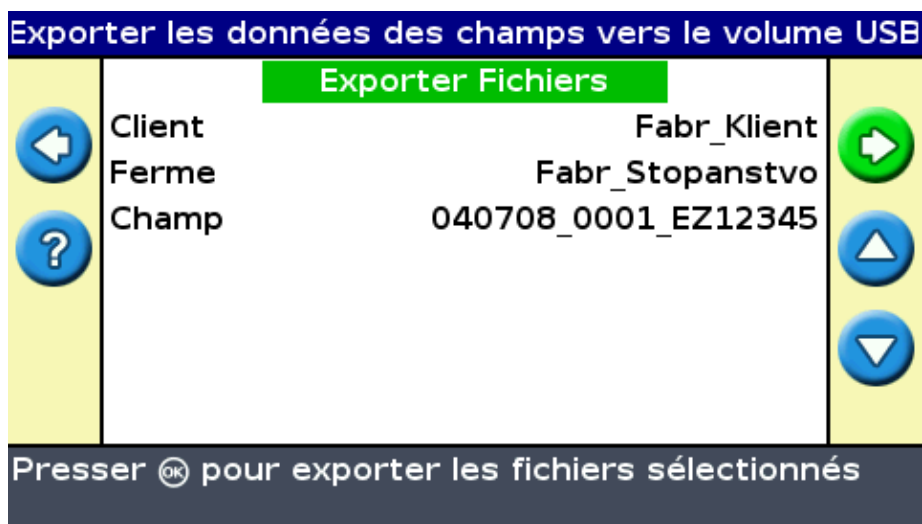 Exporter les données des champs vers le volume USB
Exporter Fichiers
Client Fabr_Klient
Ferme Fabr_Stopanstvo
Champ 040708_0001_EZ12345
?
Presser OK pour exporter les fichiers sélectionnés